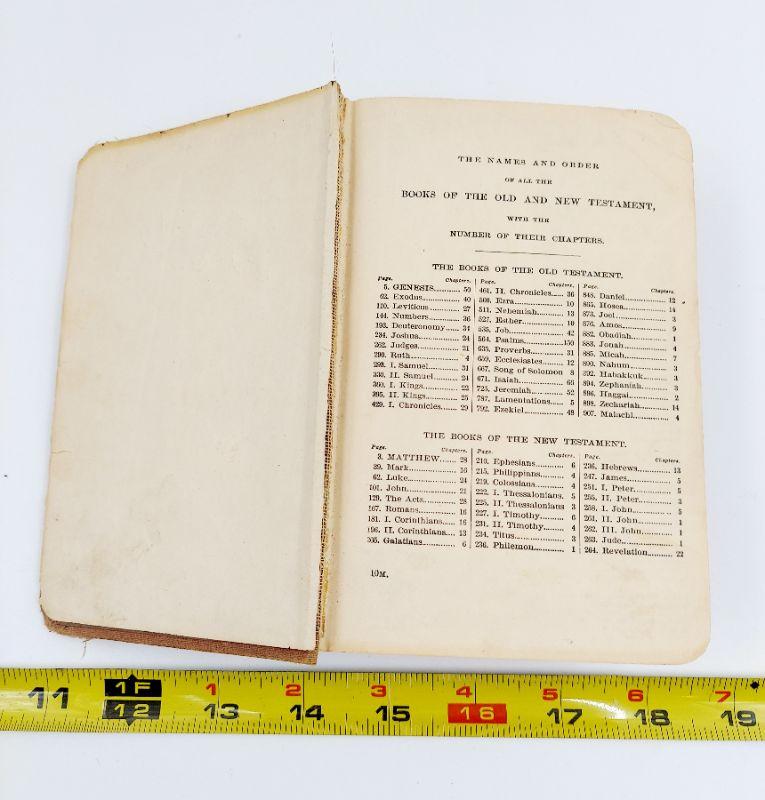 THE NAMES AND ORDER
OF ALL THE
BOOKS OF THE OLD AND NEW TESTAMENT,
WITH THE
NUMBER OF THEIR CHAPTERS.
THE BOOKS OF THE OLD TESTAMENT.
Page. Chapters.
5. GENESIS............ 50
62. Exodus............ 40
120. Leviticus............ 27
144. Numbers............ 36
193. Deuteronomy..... 34
234. Joshua............ 24
262. Judges............ 21
290. Ruth............ 4
I. Samuel............ 31
II. Samuel............ 24
360. I. Kings............ 22
395. II. Kings............ 25
429. I. Chronicles..... 29
Page. Chapters.
461. II. Chronicles..... 36
500. Ezra............ 10
511. Nehemiah......... 13
527. Esther............ 10
535. Job............ 42
564. Psalms............ 150
635. Proverbs......... 31
659. Ecclesiastes...... 12
667. Song of Solomon 8
671. Isaiah............ 66
725. Jeremiah......... 52
787. Lamentations..... 5
792. Ezekiel............ 48
Page. Chapters.
848. Daniel............ 12
865. Hosea............ 14
873. Joel............ 3
876. Amos............ 9
882. Obadiah............ 1
883. Jonah............ 4
885. Micah............ 7
890. Nahum............ 3
892. Habakkuk......... 3
894. Zephaniah......... 3
896. Haggai............ 2
898. Zechariah......... 14
907. Malachi............ 4
THE BOOKS OF THE NEW TESTAMENT.
Page. Chapters.
3. MATTHEW...... 28
39. Mark............ 16
62. Luke............ 24
101. John............ 21
129. The Acts......... 28
167. Romans............ 16
181. I. Corinthians..... 16
196. II. Corinthians.... 13
205. Galatians............ 6
Page. Chapters.
210. Ephesians......... 6
215. Philippians......... 4
219. Colossians......... 4
222. I. Thessalonians. 5
225. II. Thessalonians 3
227. I. Timothy......... 6
231. II. Timothy...... 4
234. Titus............ 3
236. Philemon......... 1
Page. Chapters.
236. Hebrews............ 13
247. James............ 5
251. I. Peter............ 5
255. II. Peter............ 3
258. I. John............ 5
261. II. John............ 1
262. III. John............ 1
263. Jude............ 1
264. Revelation......... 22
10M.
1F 1 2 3 4 5 6 7
11 12 13 14 15 16 17 18 19